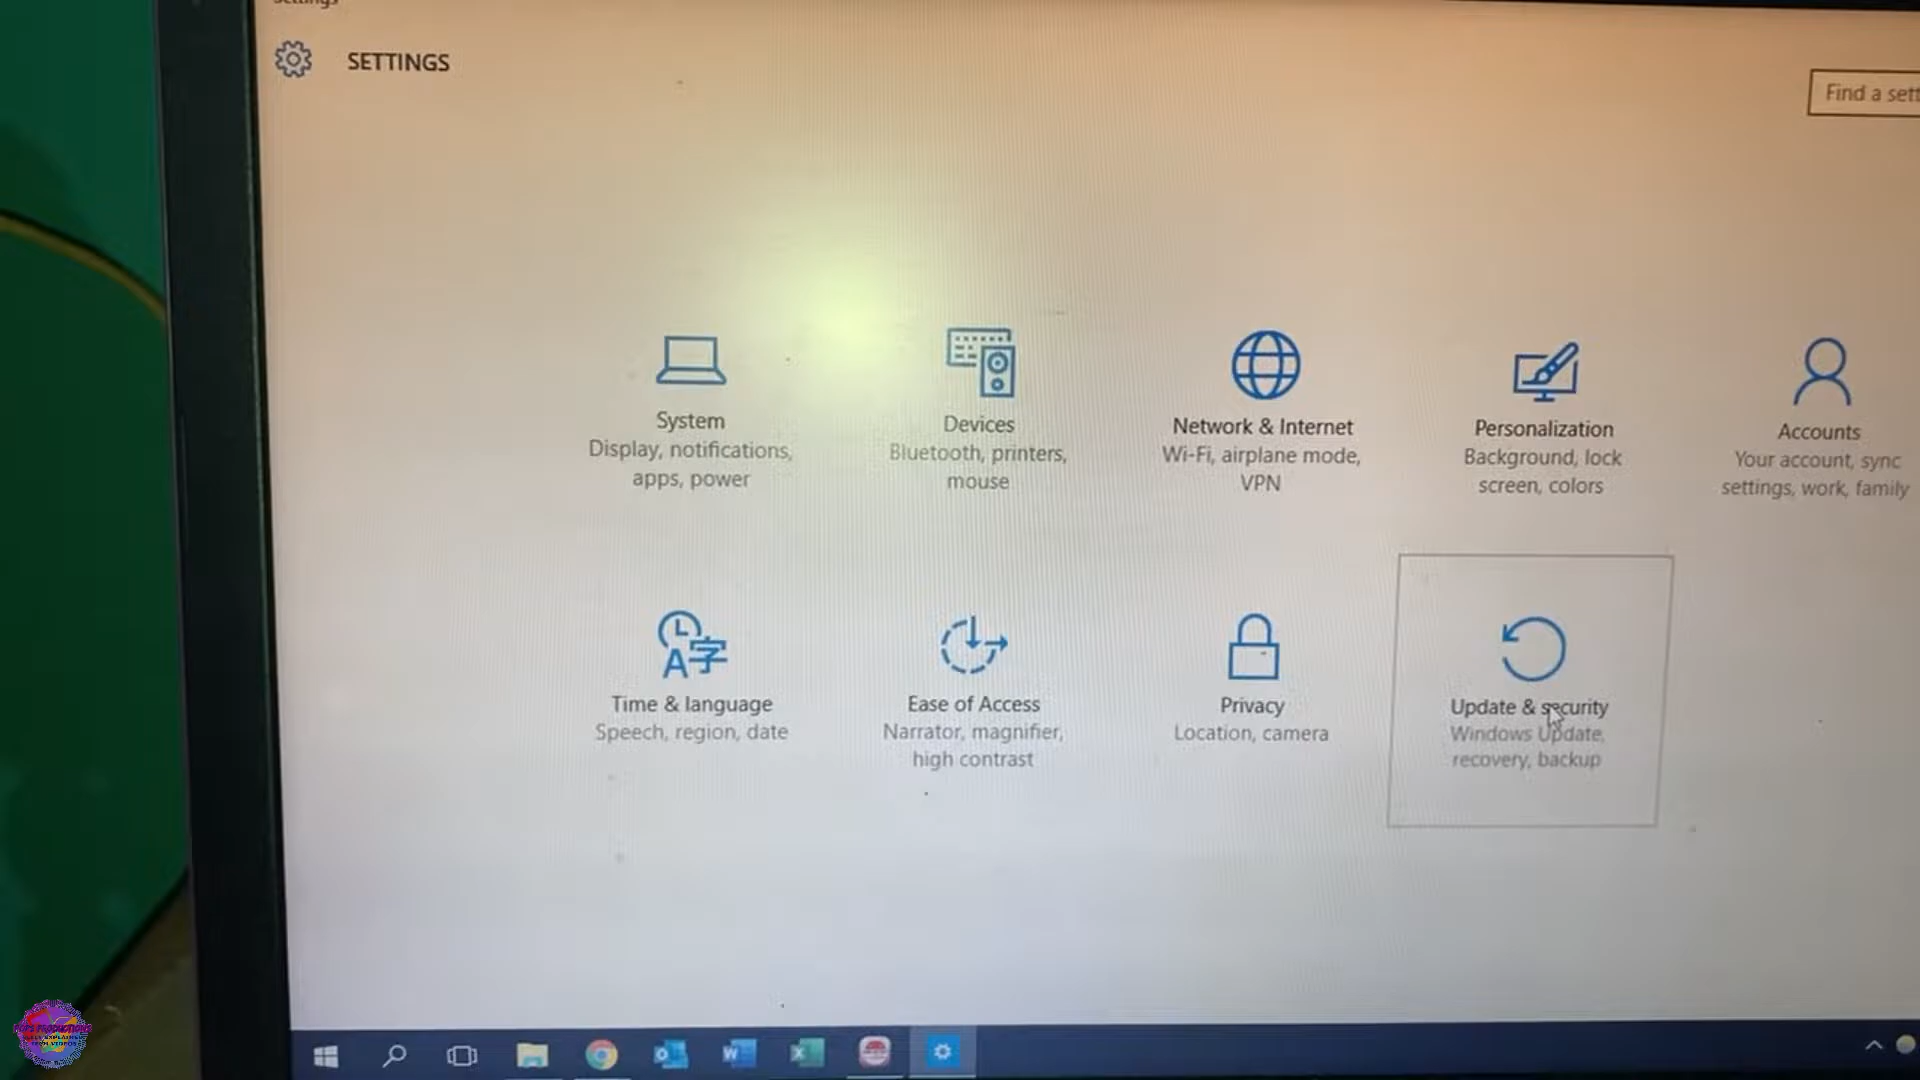 Settings
SETTINGS
Find a sett
System
Display, notifications,
apps, power
Devices
Bluetooth, printers,
mouse
Network & Internet
Wi-Fi, airplane mode,
VPN
Personalization
Background, lock
screen, colors
Accounts
Your account, sync
settings, work, family
Time & language
Speech, region, date
Ease of Access
Narrator, magnifier,
high contrast
Privacy
Location, camera
Update & security
Windows Update,
recovery, backup